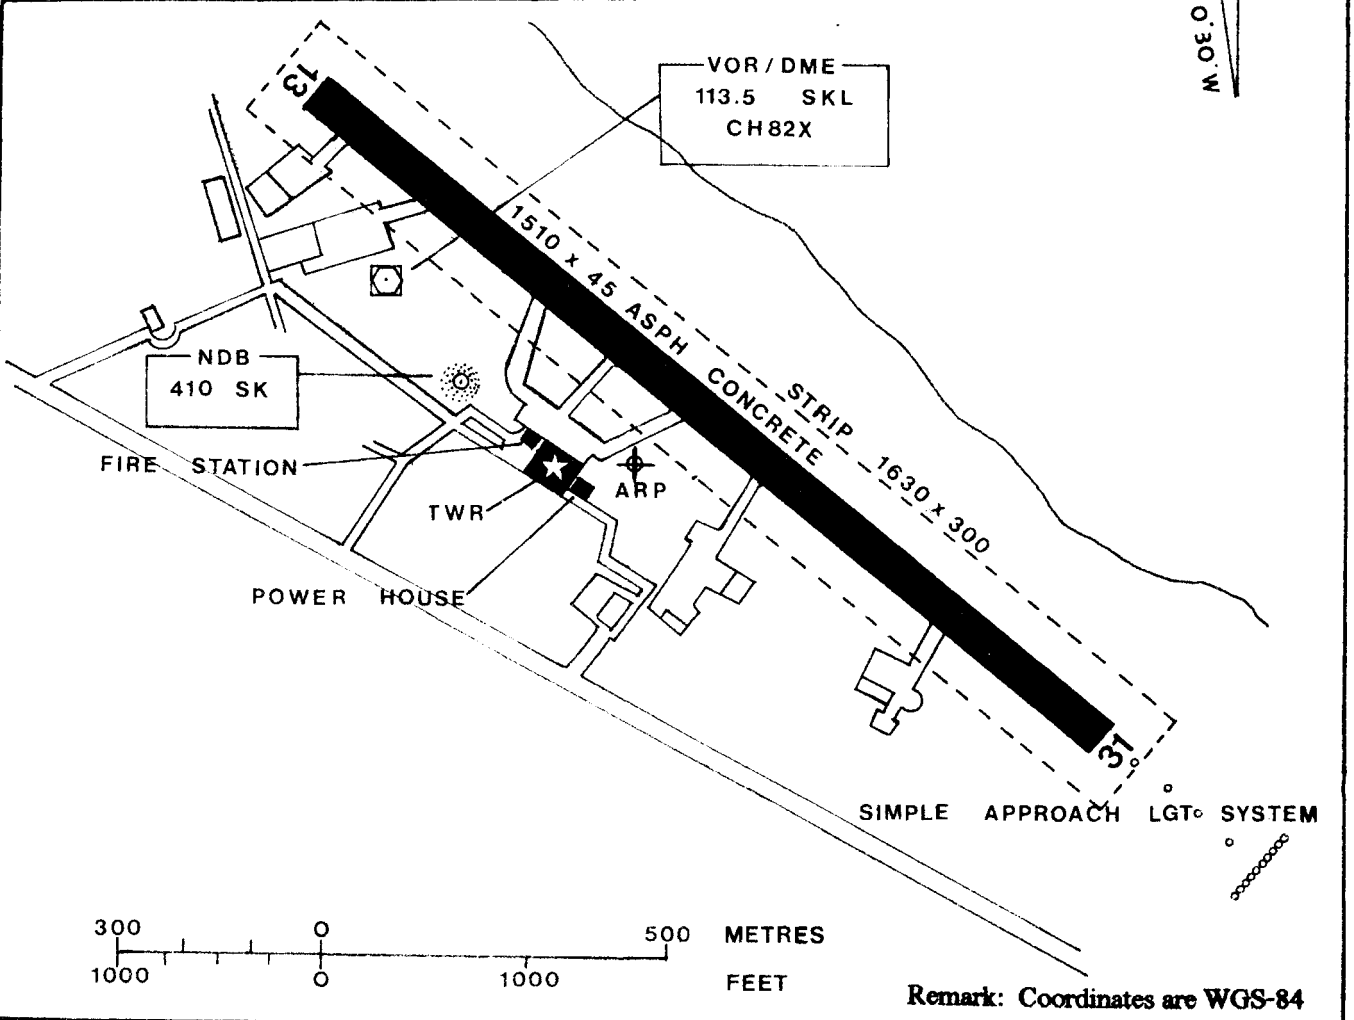 0°30'W
VOR/DME
113.5 SKL
CH82X
13
1510 x 45 ASPH CONCRETE
STRIP 1630 x 300
NDB
410 SK
FIRE STATION
TWR
ARP
POWER HOUSE
31
SIMPLE APPROACH LGT SYSTEM
300 0 500 METRES
1000 0 1000 FEET
Remark: Coordinates are WGS-84